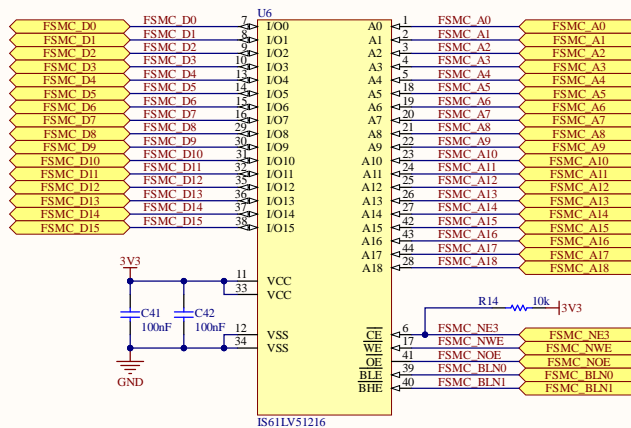 U6
FSMC_D0 FSMC_D0 7 I/O0 A0 1 FSMC_A0 FSMC_A0
FSMC_D1 FSMC_D1 8 I/O1 A1 2 FSMC_A1 FSMC_A1
FSMC_D2 FSMC_D2 9 I/O2 A2 3 FSMC_A2 FSMC_A2
FSMC_D3 FSMC_D3 10 I/O3 A3 4 FSMC_A3 FSMC_A3
FSMC_D4 FSMC_D4 13 I/O4 A4 5 FSMC_A4 FSMC_A4
FSMC_D5 FSMC_D5 14 I/O5 A5 18 FSMC_A5 FSMC_A5
FSMC_D6 FSMC_D6 15 I/O6 A6 19 FSMC_A6 FSMC_A6
FSMC_D7 FSMC_D7 16 I/O7 A7 20 FSMC_A7 FSMC_A7
FSMC_D8 FSMC_D8 29 I/O8 A8 21 FSMC_A8 FSMC_A8
FSMC_D9 FSMC_D9 30 I/O9 A9 22 FSMC_A9 FSMC_A9
FSMC_D10 FSMC_D10 31 I/O10 A10 23 FSMC_A10 FSMC_A10
FSMC_D11 FSMC_D11 32 I/O11 A11 24 FSMC_A11 FSMC_A11
FSMC_D12 FSMC_D12 35 I/O12 A12 25 FSMC_A12 FSMC_A12
FSMC_D13 FSMC_D13 36 I/O13 A13 26 FSMC_A13 FSMC_A13
FSMC_D14 FSMC_D14 37 I/O14 A14 27 FSMC_A14 FSMC_A14
FSMC_D15 FSMC_D15 38 I/O15 A15 42 FSMC_A15 FSMC_A15
A16 43 FSMC_A16 FSMC_A16
A17 44 FSMC_A17 FSMC_A17
3V3 A18 28 FSMC_A18 FSMC_A18
11 VCC
33 VCC
R14 10k 3V3
C41 C42
100nF 100nF
12 VSS CE 6 FSMC_NE3 FSMC_NE3
34 VSS WE 17 FSMC_NWE FSMC_NWE
OE 41 FSMC_NOE FSMC_NOE
BLE 39 FSMC_BLN0 FSMC_BLN0
GND BHE 40 FSMC_BLN1 FSMC_BLN1
IS61LV51216